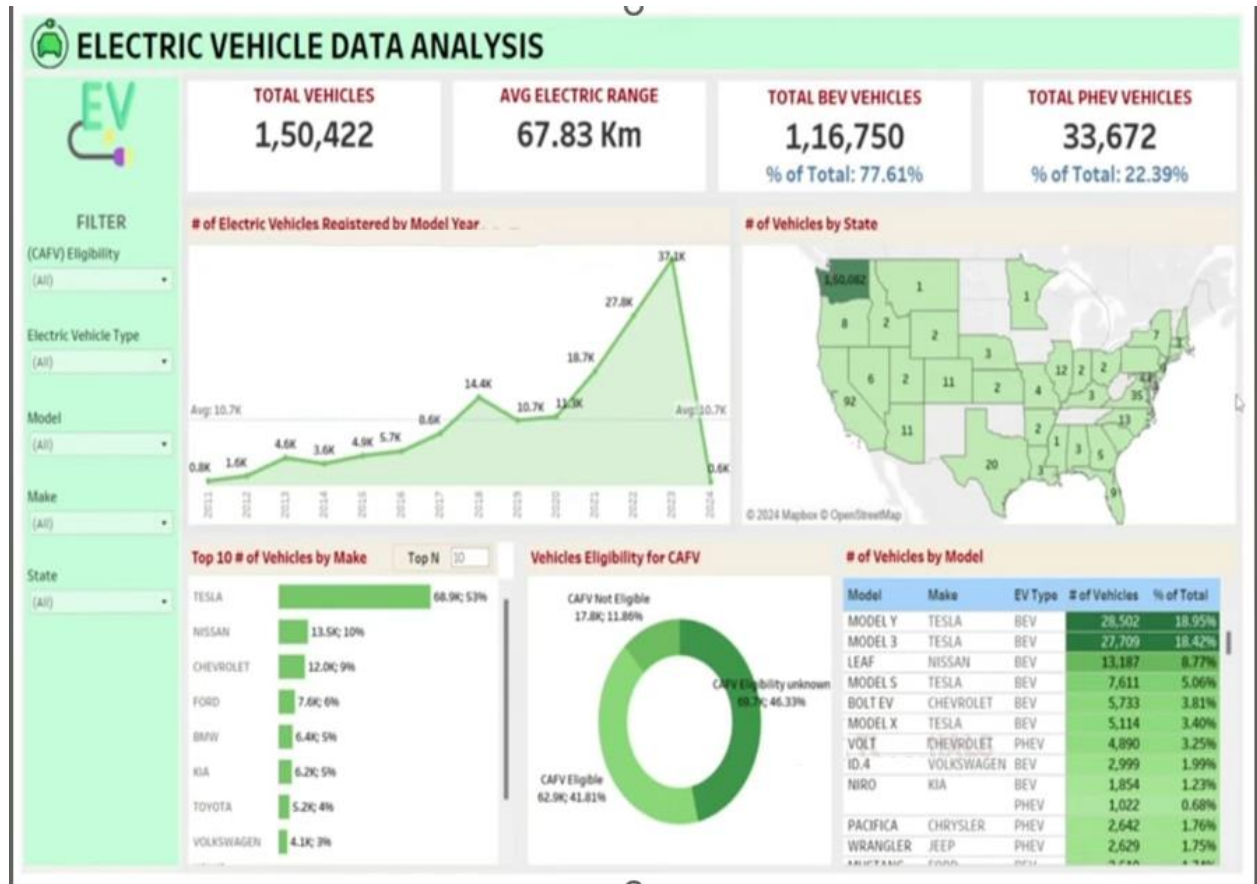 ELECTRIC VEHICLE DATA ANALYSIS
EV
FILTER
(CAFV) Eligibility
(All)
Electric Vehicle Type
(All)
Model
(All)
Make
(All)
State
(All)
TOTAL VEHICLES
1,50,422
AVG ELECTRIC RANGE
67.83 Km
TOTAL BEV VEHICLES
1,16,750
% of Total: 77.61%
TOTAL PHEV VEHICLES
33,672
% of Total: 22.39%
# of Electric Vehicles Registered by Model Year
37.1K
27.8K
18.7K
14.4K
10.7K 11.3K
Avg: 10.7K Avg: 10.7K
8.6K
4.6K 3.6K 4.9K 5.7K
0.8K 1.6K 0.6K
2011 2012 2013 2014 2015 2016 2017 2018 2019 2020 2021 2022 2023 2024
# of Vehicles by State
1,50,082 1 1
8 2 2 7 3
3
6 2 11 2 12 2 2
92 4 3 35
11 2 13
20 1 3 5
3 9
© 2024 Mapbox © OpenStreetMap
Top 10 # of Vehicles by Make Top N 10
TESLA 68.9K; 53%
NISSAN 13.5K; 10%
CHEVROLET 12.0K; 9%
FORD 7.6K; 6%
BMW 6.4K; 5%
KIA 6.2K; 5%
TOYOTA 5.2K; 4%
VOLKSWAGEN 4.1K; 3%
Vehicles Eligibility for CAFV
CAFV Not Eligible
17.8K; 11.86%
CAFV Eligibility unknown
69.7K; 46.33%
CAFV Eligible
62.9K; 41.81%
# of Vehicles by Model
Model Make EV Type # of Vehicles % of Total
MODEL Y TESLA BEV 28,502 18.95%
MODEL 3 TESLA BEV 27,709 18.42%
LEAF NISSAN BEV 13,187 8.77%
MODEL S TESLA BEV 7,611 5.06%
BOLT EV CHEVROLET BEV 5,733 3.81%
MODEL X TESLA BEV 5,114 3.40%
VOLT CHEVROLET PHEV 4,890 3.25%
ID.4 VOLKSWAGEN BEV 2,999 1.99%
NIRO KIA BEV 1,854 1.23%
PHEV 1,022 0.68%
PACIFICA CHRYSLER PHEV 2,642 1.76%
WRANGLER JEEP PHEV 2,629 1.75%